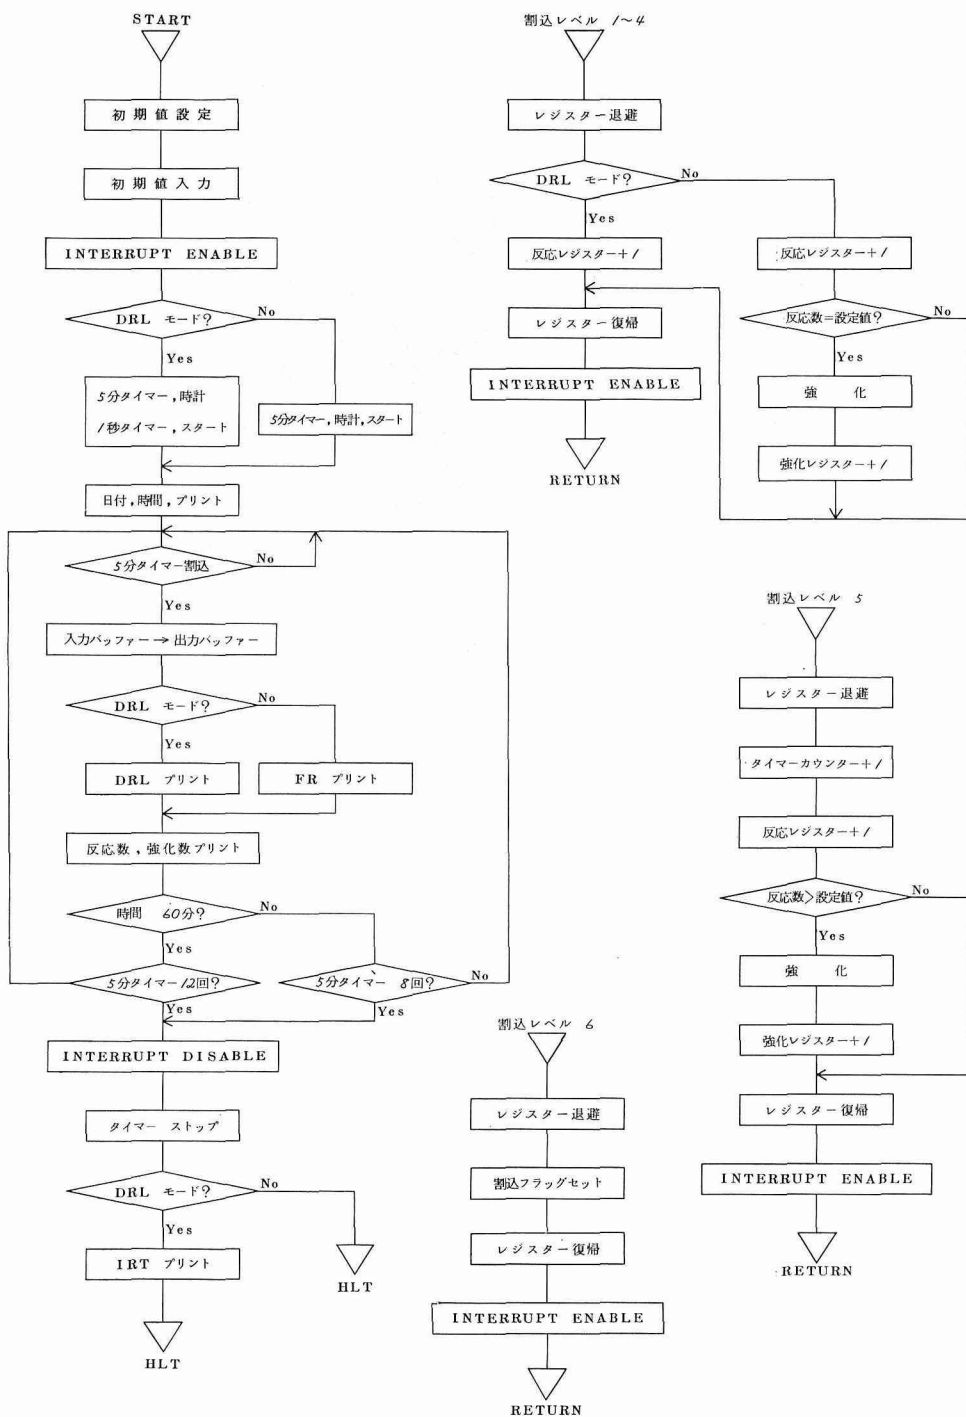 START
初期値設定
初期値入力
INTERRUPT ENABLE
DRL モード?
No
Yes
5分タイマー,時計
1秒タイマー,スタート
5分タイマー,時計,スタート
日付,時間,プリント
5分タイマー割込
No
Yes
入力バッファー→出力バッファー
DRL モード?
No
Yes
DRL プリント
FR プリント
反応数,強化数プリント
時間 60分?
No
Yes
5分タイマー12回?
Yes
5分タイマー 8回?
No
Yes
INTERRUPT DISABLE
タイマー ストップ
DRL モード?
No
Yes
IRT プリント
HLT
HLT
割込レベル 1~4
レジスター退避
DRL モード?
No
Yes
反応レジスター+1
レジスター復帰
INTERRUPT ENABLE
RETURN
反応レジスター+1
反応数=設定値?
No
Yes
強化
強化レジスター+1
割込レベル 5
レジスター退避
タイマーカウンター+1
反応レジスター+1
反応数>設定値?
No
Yes
強化
強化レジスター+1
レジスター復帰
INTERRUPT ENABLE
RETURN
割込レベル 6
レジスター退避
割込フラッグセット
レジスター復帰
INTERRUPT ENABLE
RETURN